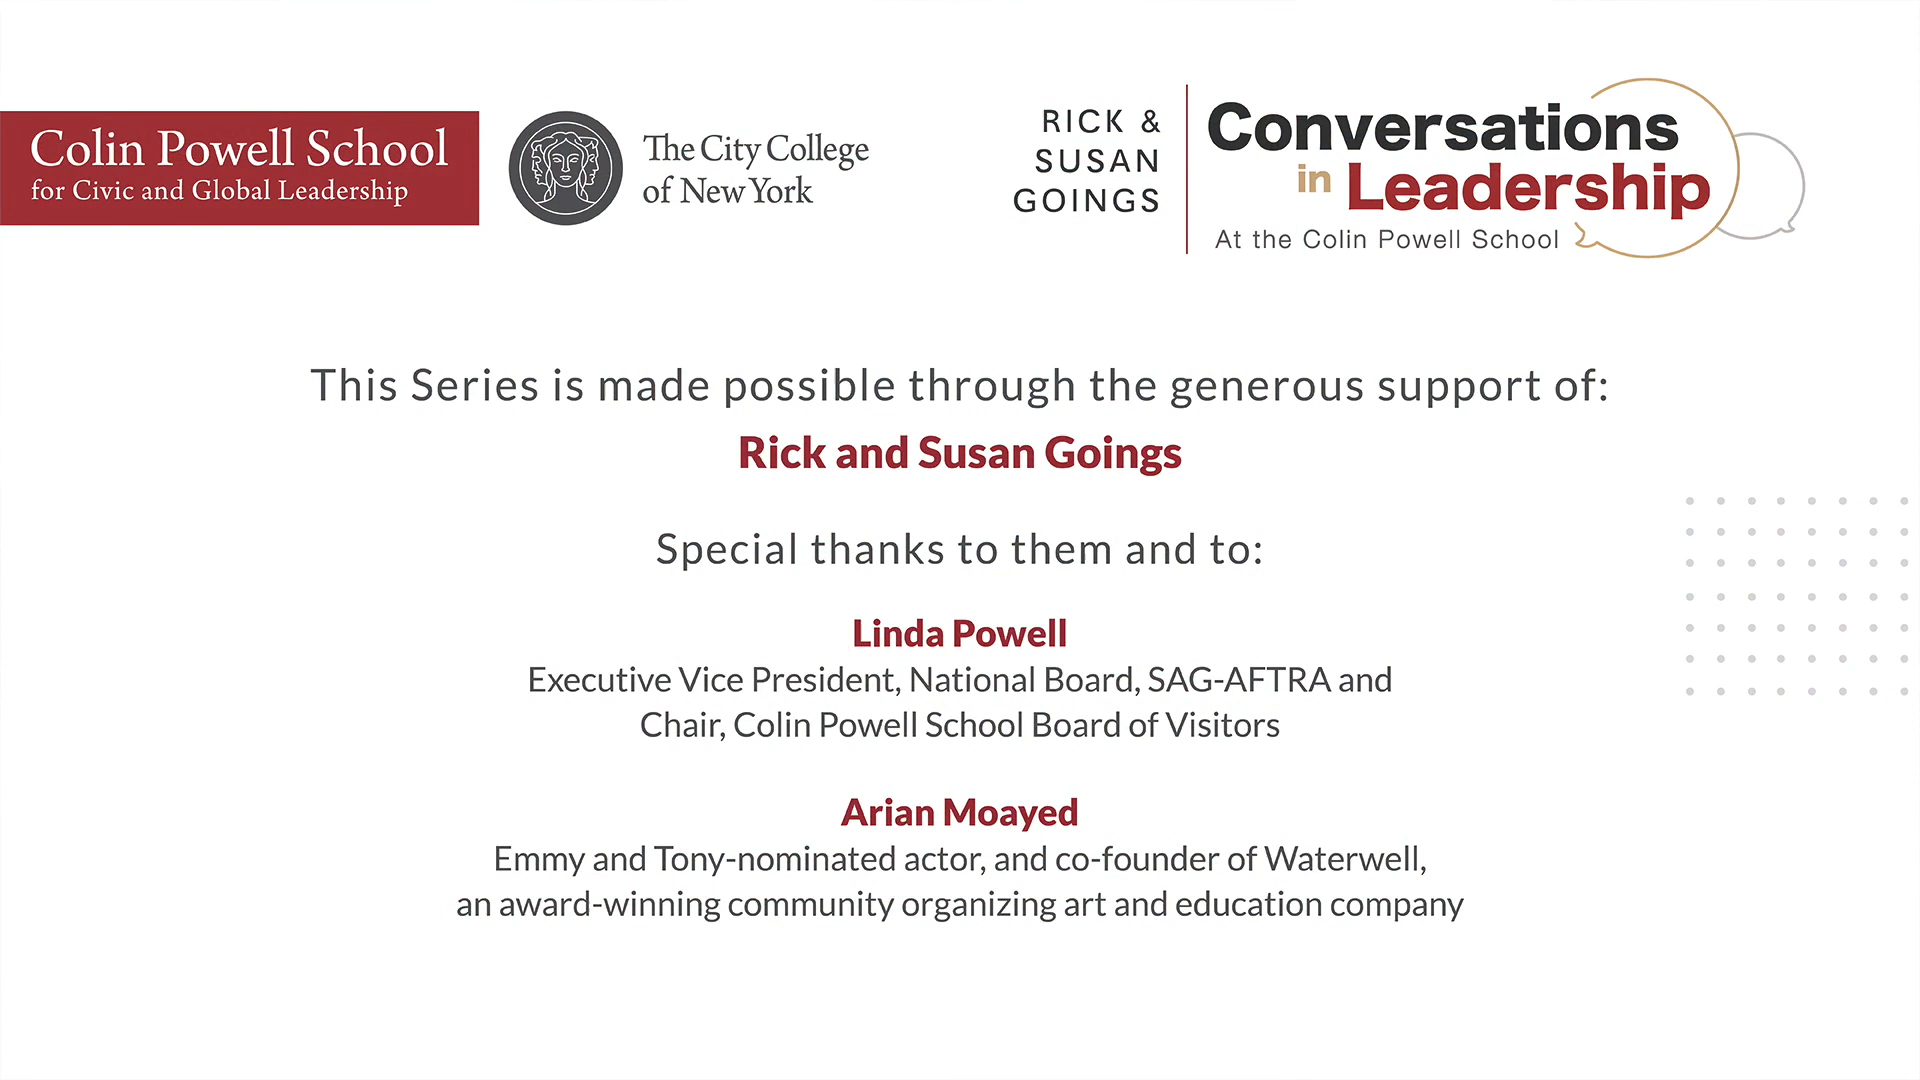 Colin Powell School
for Civic and Global Leadership
The City College
of New York
RICK &
SUSAN
GOINGS
Conversations
in Leadership
At the Colin Powell School
This Series is made possible through the generous support of:
Rick and Susan Goings
Special thanks to them and to:
Linda Powell
Executive Vice President, National Board, SAG-AFTRA and
Chair, Colin Powell School Board of Visitors
Arian Moayed
Emmy and Tony-nominated actor, and co-founder of Waterwell,
an award-winning community organizing art and education company